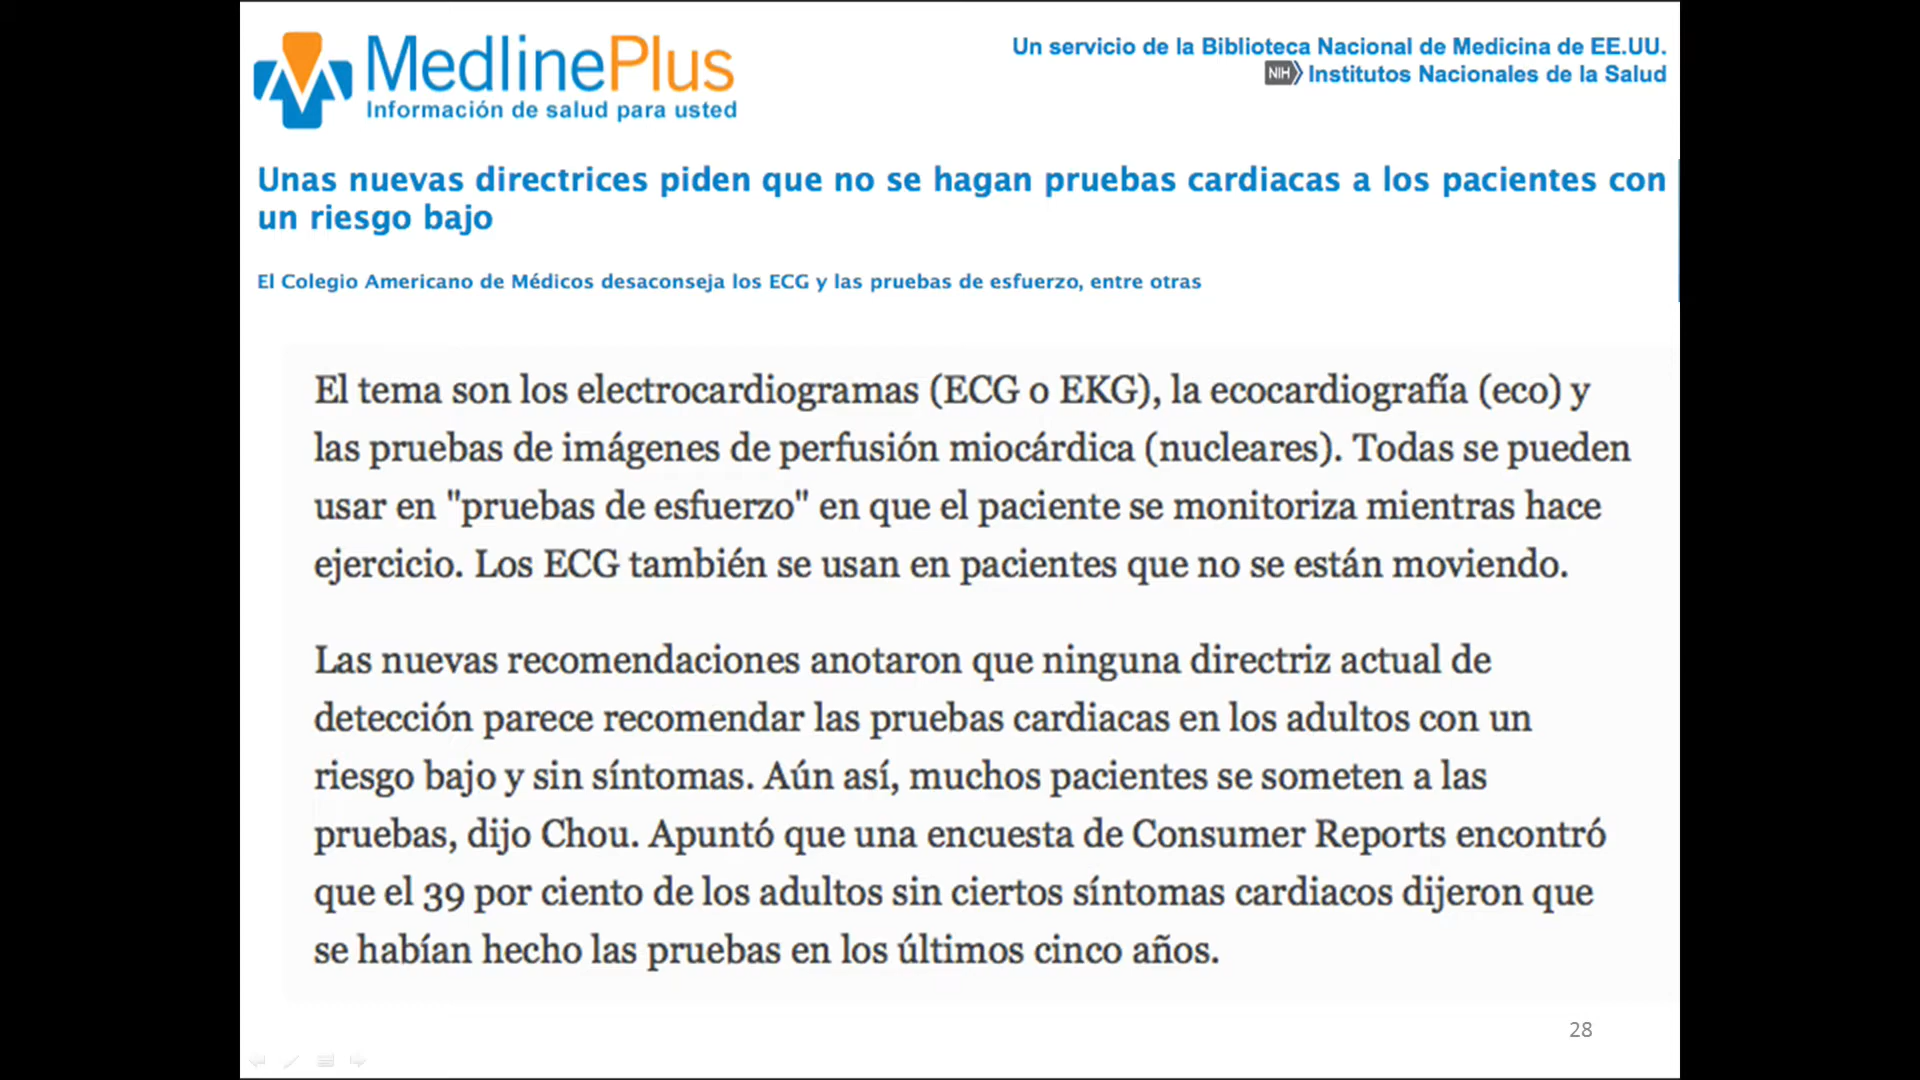 MedlinePlus
Información de salud para usted
Un servicio de la Biblioteca Nacional de Medicina de EE.UU.
NIH Institutos Nacionales de la Salud
Unas nuevas directrices piden que no se hagan pruebas cardiacas a los pacientes con
un riesgo bajo
El Colegio Americano de Médicos desaconseja los ECG y las pruebas de esfuerzo, entre otras
El tema son los electrocardiogramas (ECG o EKG), la ecocardiografía (eco) y
las pruebas de imágenes de perfusión miocárdica (nucleares). Todas se pueden
usar en "pruebas de esfuerzo" en que el paciente se monitoriza mientras hace
ejercicio. Los ECG también se usan en pacientes que no se están moviendo.
Las nuevas recomendaciones anotaron que ninguna directriz actual de
detección parece recomendar las pruebas cardiacas en los adultos con un
riesgo bajo y sin síntomas. Aún así, muchos pacientes se someten a las
pruebas, dijo Chou. Apuntó que una encuesta de Consumer Reports encontró
que el 39 por ciento de los adultos sin ciertos síntomas cardiacos dijeron que
se habían hecho las pruebas en los últimos cinco años.
28